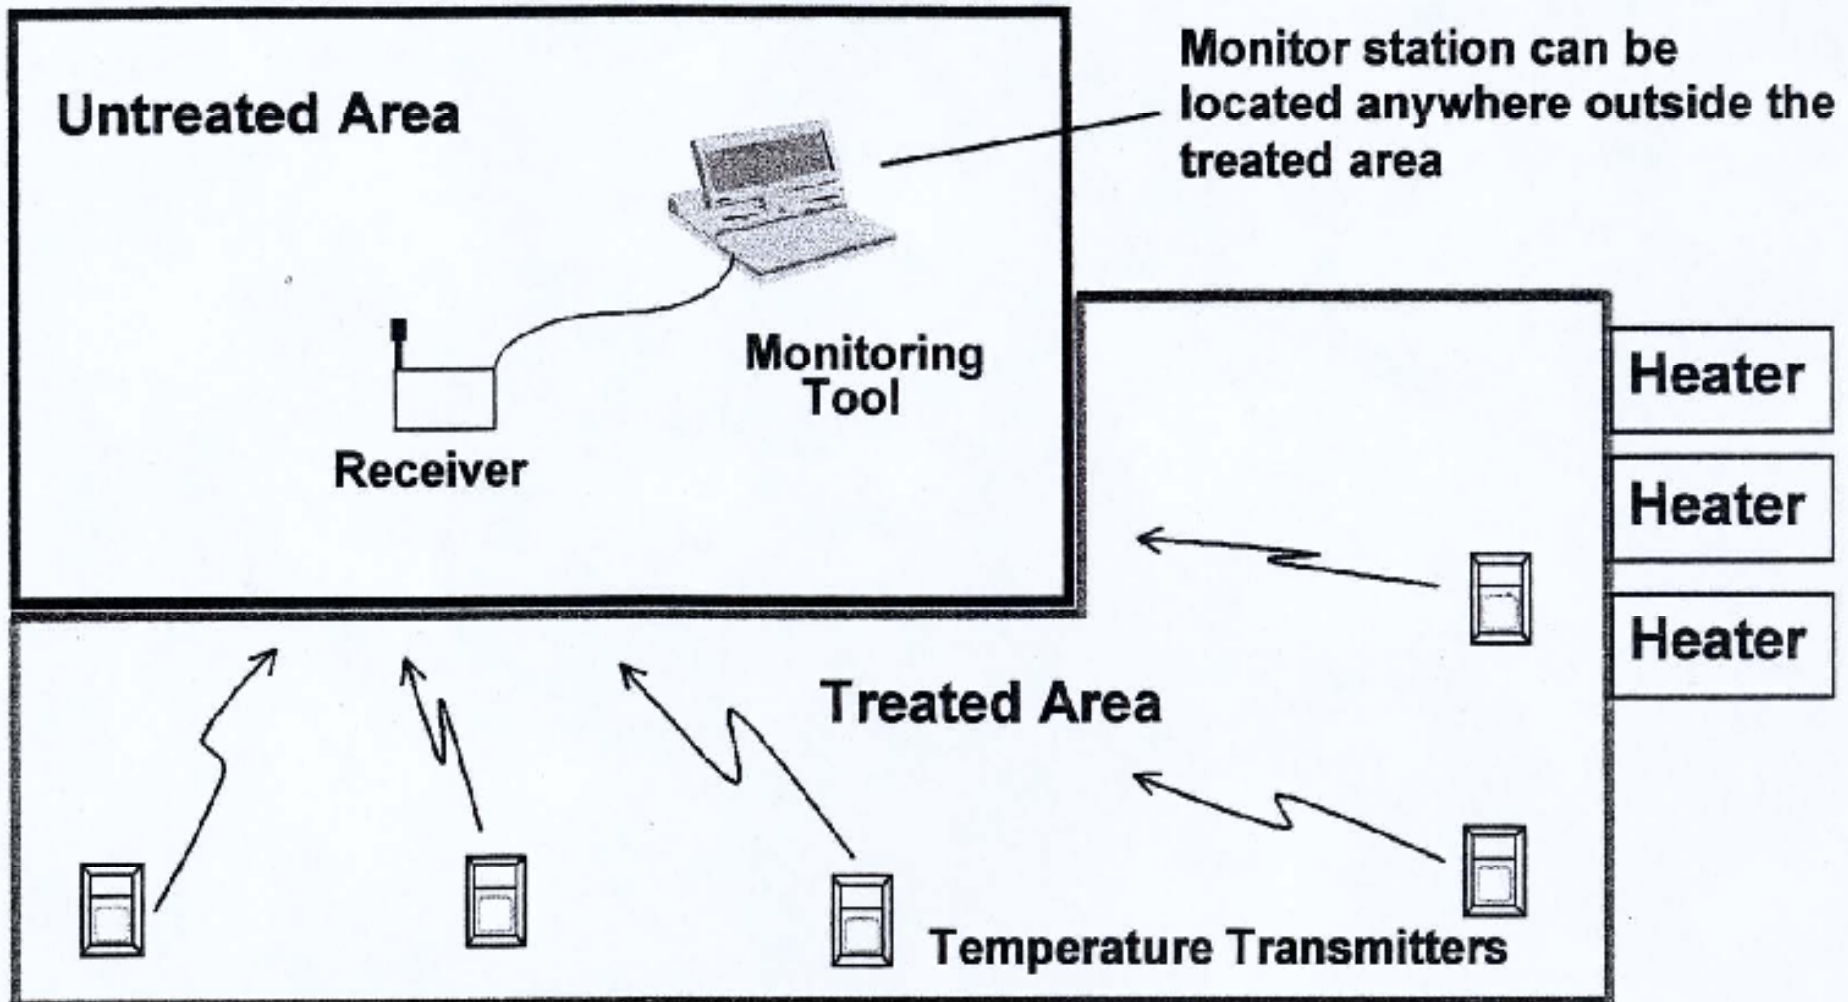 Untreated Area
Monitor station can be
located anywhere outside the
treated area
Monitoring
Tool
Receiver
Heater
Heater
Heater
Treated Area
Temperature Transmitters